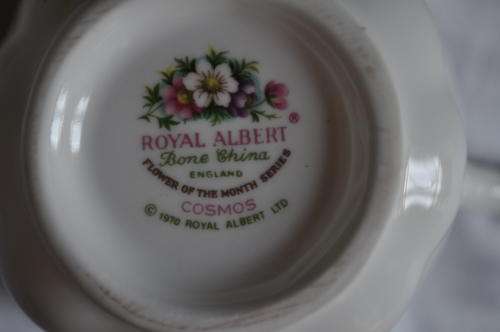 ROYAL ALBERT ®
Bone China
ENGLAND
FLOWER OF THE MONTH SERIES
COSMOS
© 1970 ROYAL ALBERT LTD